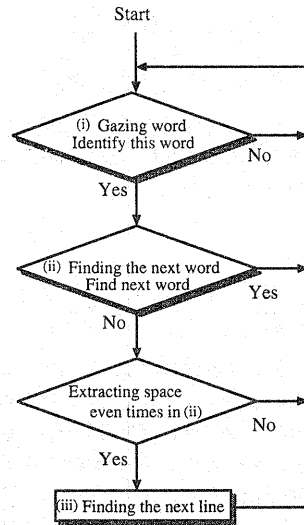 Start
(i) Gazing word
Identify this word
No
Yes
(ii) Finding the next word
Find next word
Yes
No
Extracting space
even times in (ii)
No
Yes
(iii) Finding the next line